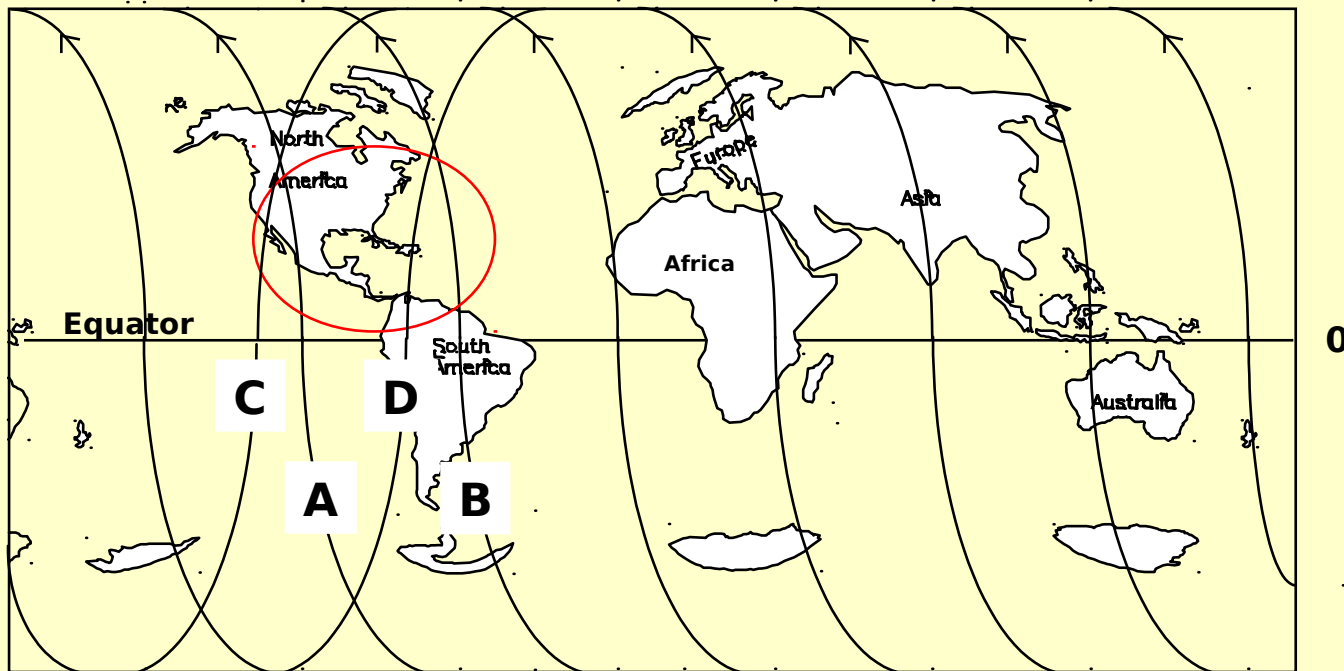 North
America
Europe
Asia
Africa
Equator
0
South
America
C
D
Australia
A
B